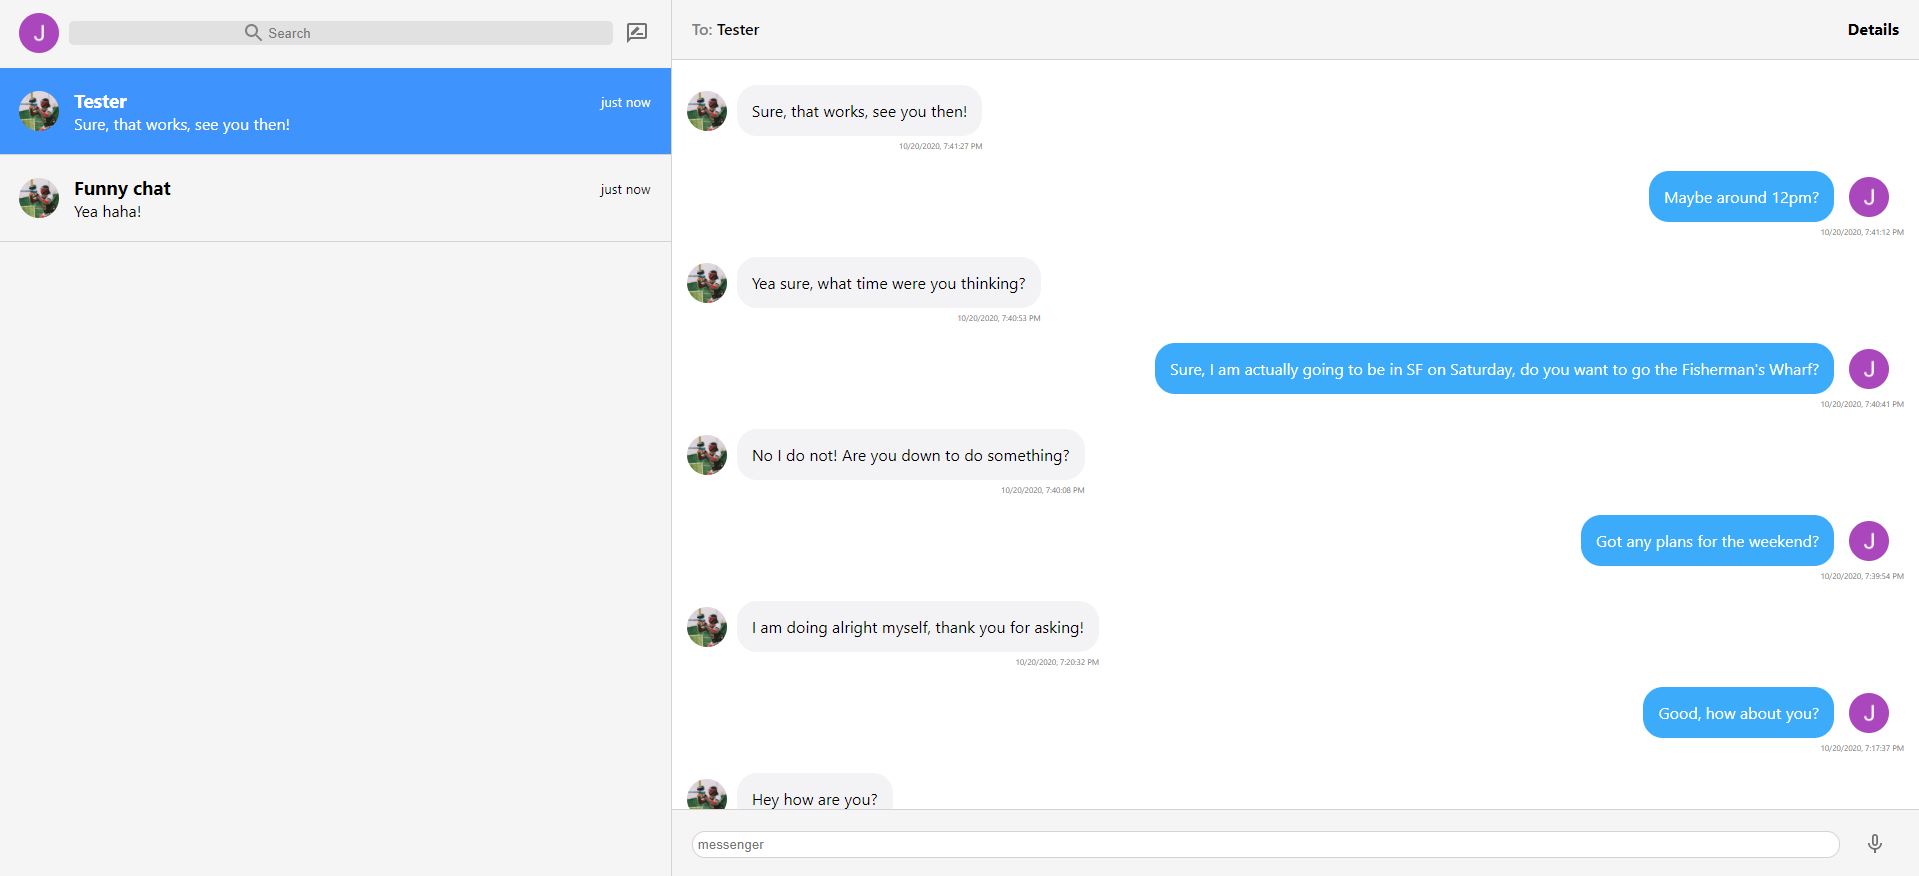 J
Search
Tester
just now
Sure, that works, see you then!
Funny chat
just now
Yea haha!
To: Tester
Details
Sure, that works, see you then!
10/20/2020, 7:41:27 PM
Maybe around 12pm?
J
10/20/2020, 7:41:12 PM
Yea sure, what time were you thinking?
10/20/2020, 7:40:53 PM
Sure, I am actually going to be in SF on Saturday, do you want to go the Fisherman's Wharf?
J
10/20/2020, 7:40:41 PM
No I do not! Are you down to do something?
10/20/2020, 7:40:08 PM
Got any plans for the weekend?
J
10/20/2020, 7:39:54 PM
I am doing alright myself, thank you for asking!
10/20/2020, 7:20:32 PM
Good, how about you?
J
10/20/2020, 7:17:37 PM
Hey how are you?
messenger